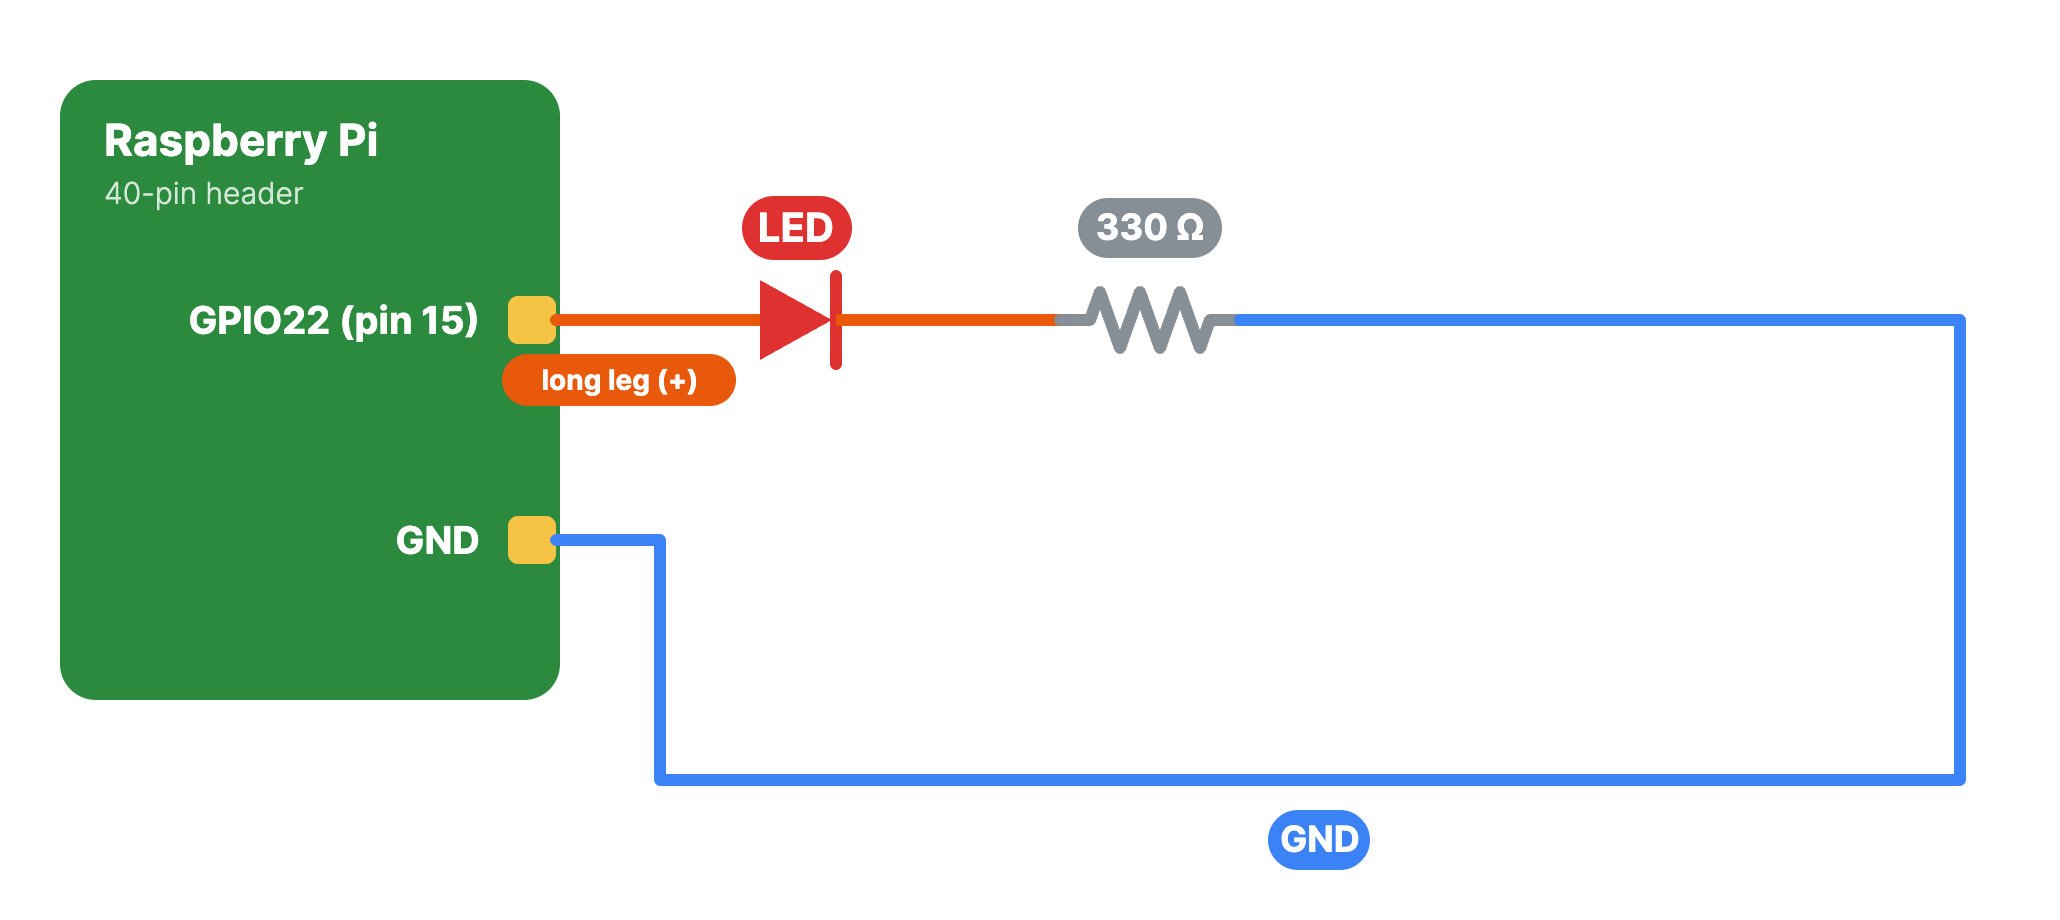 Raspberry Pi
40-pin header
LED
330 Ω
GPIO22 (pin 15)
long leg (+)
GND
GND